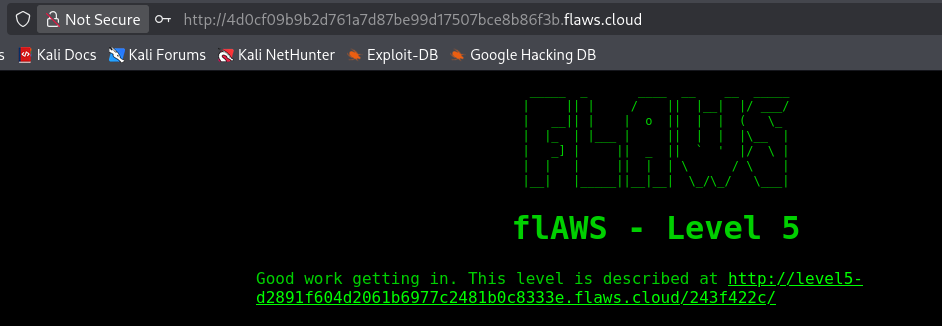 Not Secure http://4d0cf09b9b2d761a7d87be99d17507bce8b86f3b.flaws.cloud
s Kali Docs Kali Forums Kali NetHunter Exploit-DB Google Hacking DB
FLAWS
flAWS - Level 5
Good work getting in. This level is described at http://level5-
d2891f604d2061b6977c2481b0c8333e.flaws.cloud/243f422c/